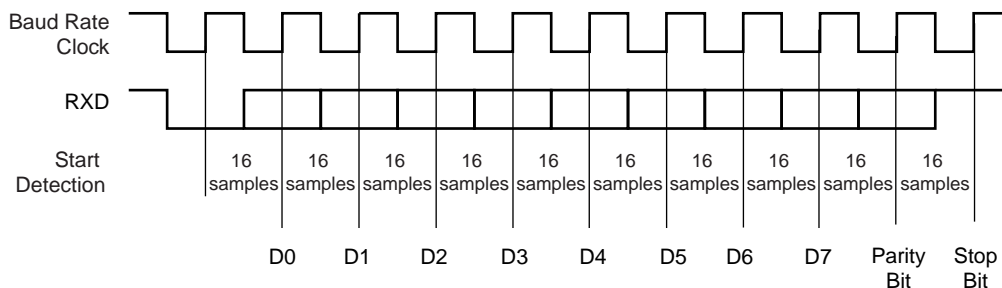 Baud Rate
Clock
RXD
Start
Detection
16 16 16 16 16 16 16 16 16 16
samples samples samples samples samples samples samples samples samples samples
D0 D1 D2 D3 D4 D5 D6 D7 Parity Stop
Bit Bit